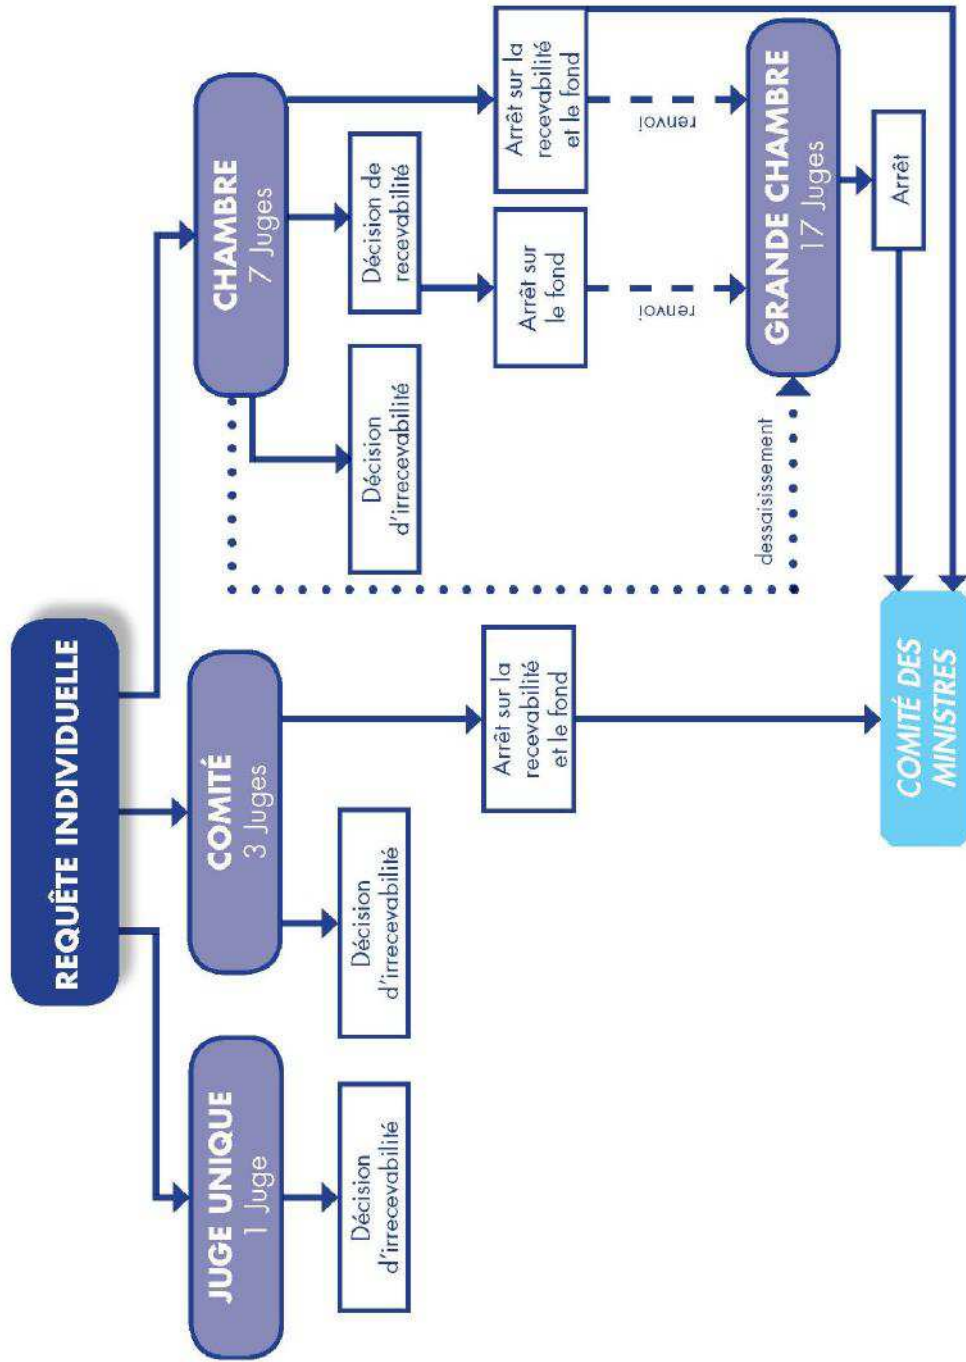 REQUÊTE INDIVIDUELLE
JUGE UNIQUE
1 Juge
COMITÉ
3 Juges
CHAMBRE
7 Juges
Décision
d'irrecevabilité
Décision
d'irrecevabilité
Décision
d'irrecevabilité
Décision de
recevabilité
Arrêt sur la
recevabilité
et le fond
Arrêt sur
le fond
Arrêt sur la
recevabilité
et le fond
renvoi
renvoi
dessaisissement
GRANDE CHAMBRE
17 Juges
Arrêt
COMITÉ DES
MINISTRES